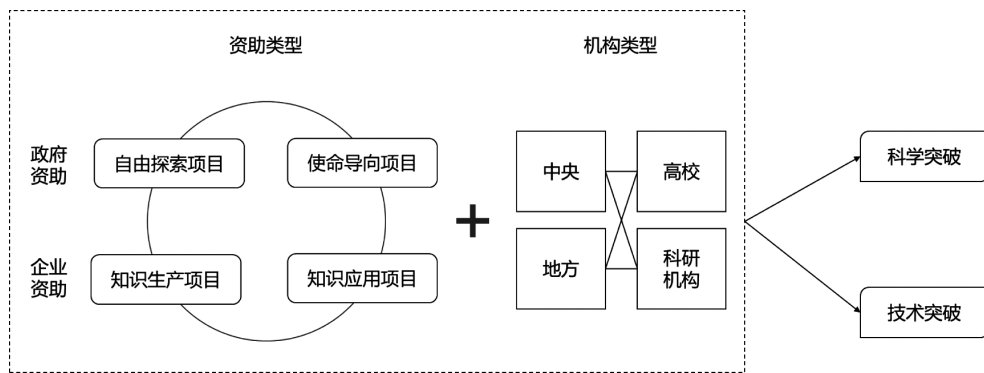 资助类型
机构类型
政府
资助
自由探索项目
使命导向项目
中央
高校
科学突破
企业
资助
知识生产项目
知识应用项目
+
地方
科研
机构
技术突破